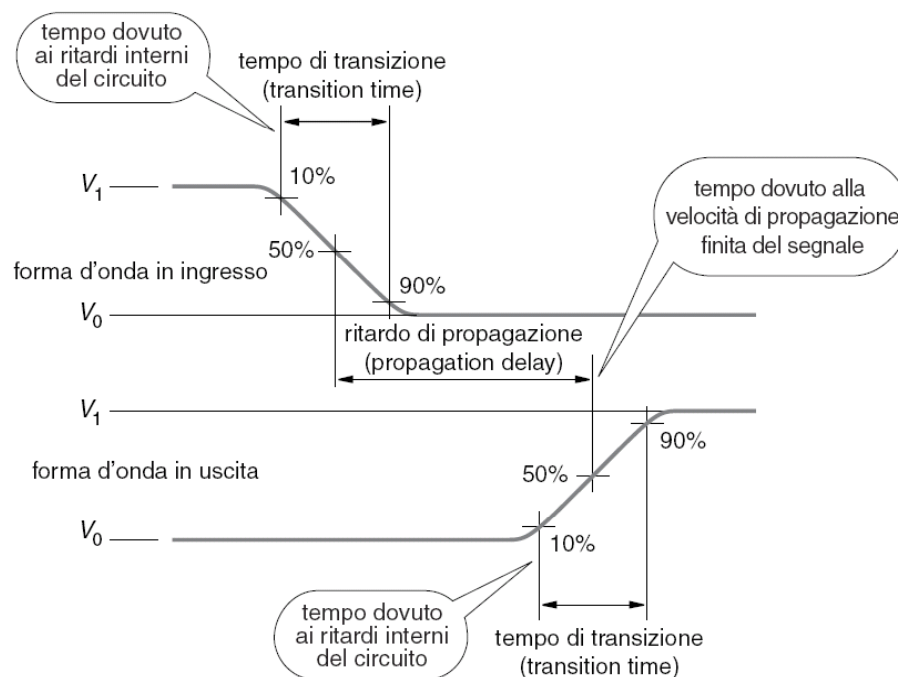 tempo dovuto
ai ritardi interni
del circuito
tempo di transizione
(transition time)
V1
10%
50%
forma d'onda in ingresso
90%
V0
tempo dovuto alla
velocità di propagazione
finita del segnale
ritardo di propagazione
(propagation delay)
V1
90%
forma d'onda in uscita
50%
V0
10%
tempo dovuto
ai ritardi interni
del circuito
tempo di transizione
(transition time)